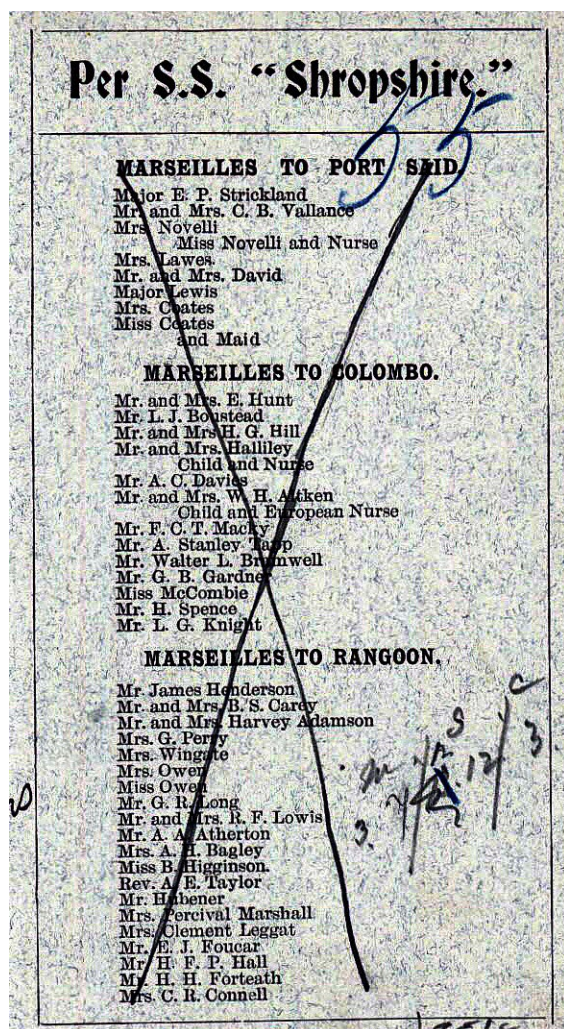 Per S.S. "Shropshire."
55
MARSEILLES TO PORT SAID.
Major E. P. Strickland
Mr. and Mrs. C. B. Vallance
Mrs. Novelli
Miss Novelli and Nurse
Mrs. Lawes
Mr. and Mrs. David
Major Lewis
Mrs. Coates
Miss Coates
and Maid
MARSEILLES TO COLOMBO.
Mr. and Mrs. E. Hunt
Mr. L. J. Boustead
Mr. and Mrs H. G. Hill
Mr. and Mrs. Halliley
Child and Nurse
Mr. A. C. Davies
Mr. and Mrs. W. H. Aitken
Child and European Nurse
Mr. F. C. T. Macky
Mr. A. Stanley Tapp
Mr. Walter L.
Mr. G. B. Gardner
Miss McCombie
Mr. H. Spence
Mr. L. G. Knight
MARSEILLES TO RANGOON.
Mr. James Henderson
Mr. and Mrs. B. S. Carey
Mr. and Mrs. Harvey Adamson
Mrs. G. Perry
Mrs. Wingate
Mrs. Owen
Miss Owen
Mr. G. R. Long
Mr. and Mrs. R. F. Lowis
Mr. A. A. Atherton
Mrs. A. H. Bagley
Miss B. Higginson.
Rev. A. E. Taylor
Mr. Hubener
Mrs. Percival Marshall
Mrs. Clement Leggat
Mr. E. J. Foucar
Mr. H. F. P. Hall
Mr. H. H. Forteath
Mrs. C. R. Connell